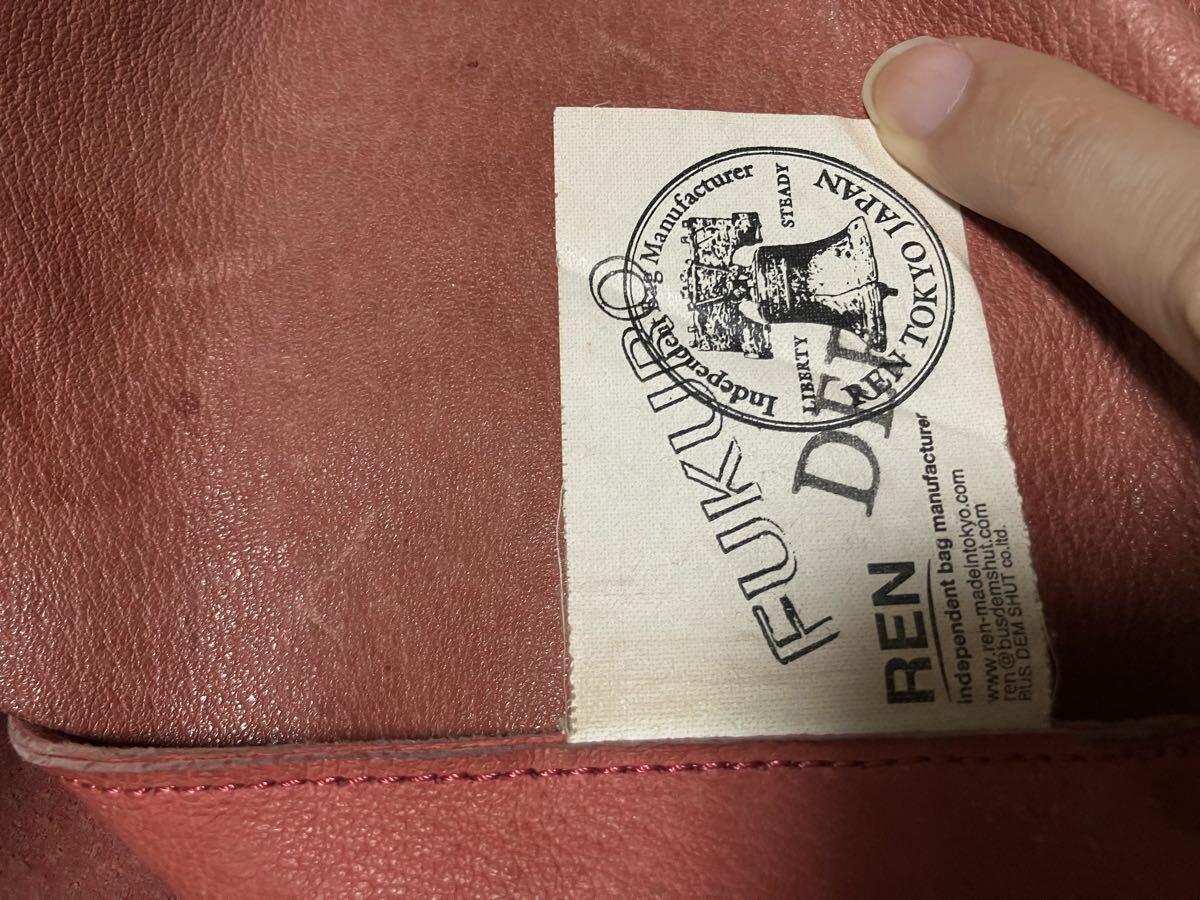 Independent Bag Manufacturer
REN TOKYO JAPAN
LIBERTY
STEADY
FUKURO
DEER
REN
independent bag manufacturer
www.ren-madeintokyo.com
ren@busdemshut.com
BUS DEM SHUT co.ltd.